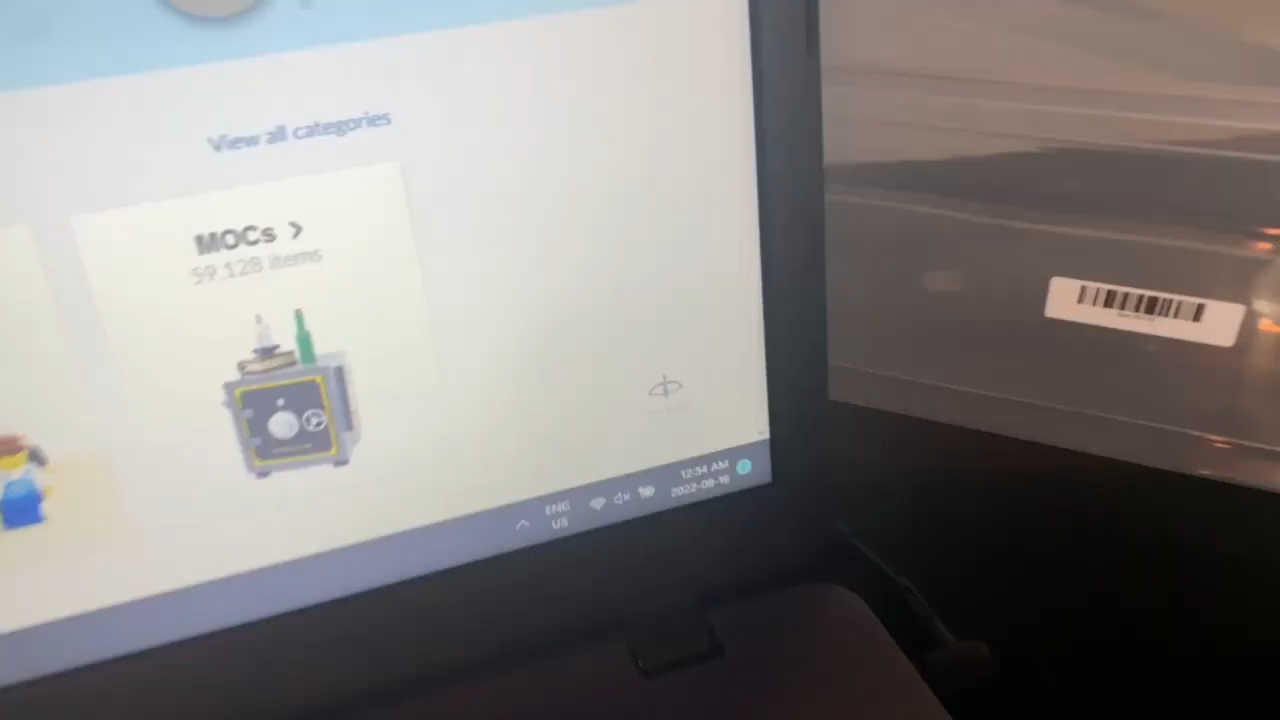 View all categories
MOCs >
59,128 items
ENG
US
12:34 AM
2022-09-16